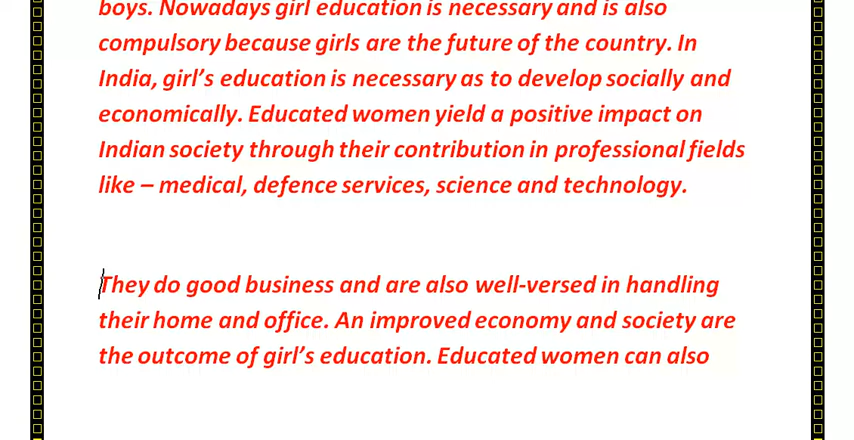 boys. Nowadays girl education is necessary and is also
compulsory because girls are the future of the country. In
India, girl’s education is necessary as to develop socially and
economically. Educated women yield a positive impact on
Indian society through their contribution in professional fields
like – medical, defence services, science and technology.
They do good business and are also well-versed in handling
their home and office. An improved economy and society are
the outcome of girl’s education. Educated women can also